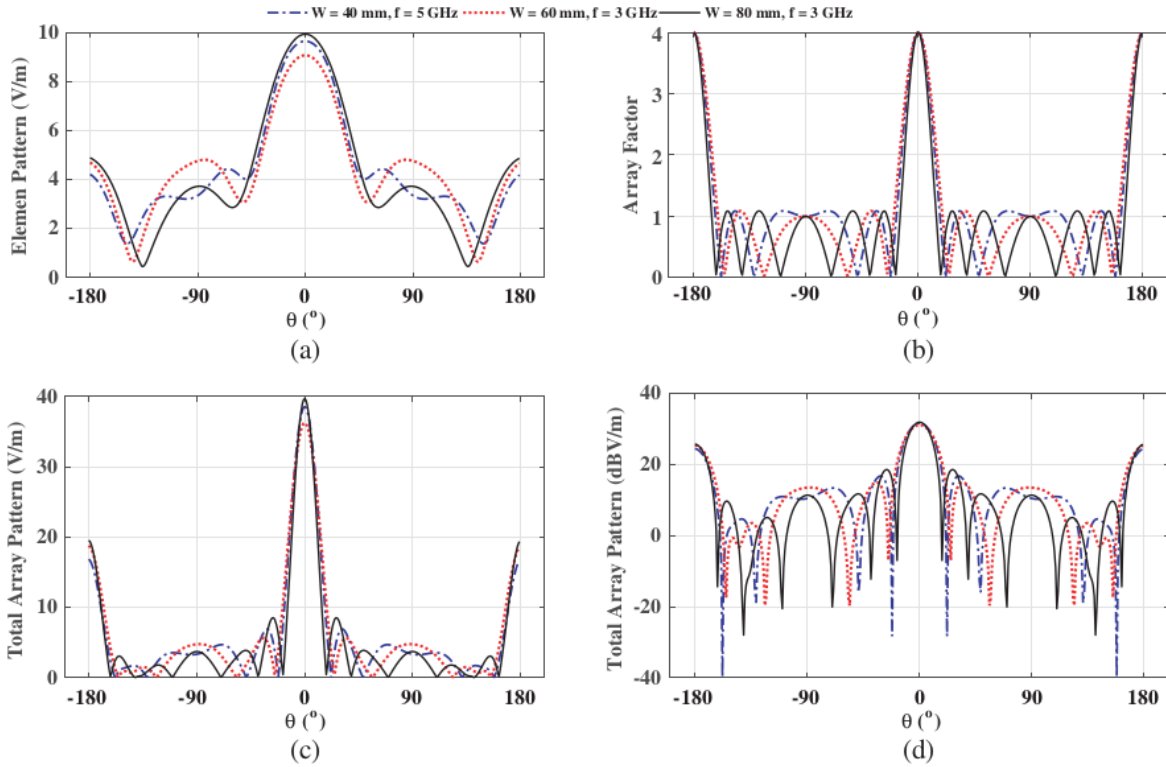 W = 40 mm, f = 5 GHz W = 60 mm, f = 3 GHz W = 80 mm, f = 3 GHz
Elemen Pattern (V/m)
10
8
6
4
2
0
-180 -90 0 90 180
θ (°)
(a)
Array Factor
4
3
2
1
0
-180 -90 0 90 180
θ (°)
(b)
Total Array Pattern (V/m)
40
30
20
10
0
-180 -90 0 90 180
θ (°)
(c)
Total Array Pattern (dBV/m)
40
20
0
-20
-40
-180 -90 0 90 180
θ (°)
(d)